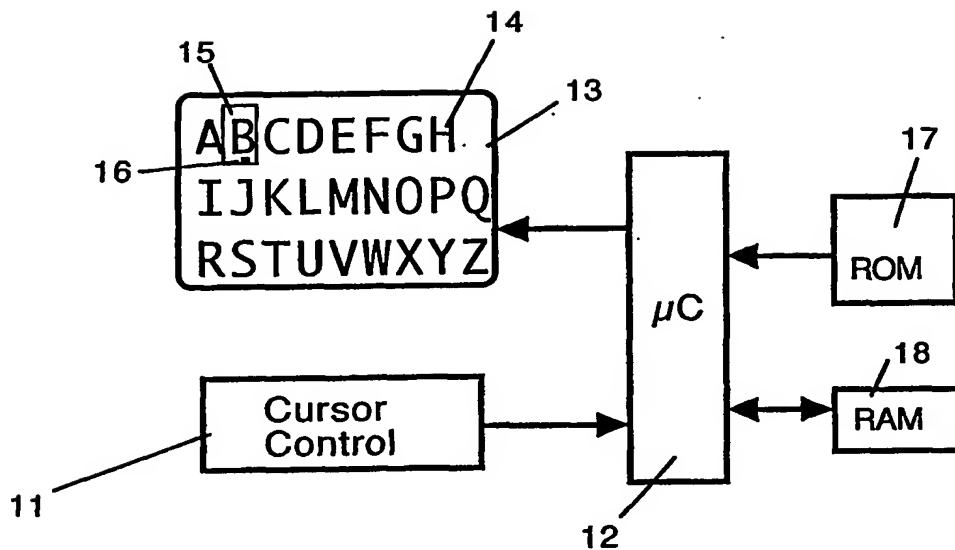 15
14
13
ABCDEFGH
16
IJKLMNOPQ
RSTUVWXYZ
17
ROM
μC
18
RAM
Cursor
Control
11
12